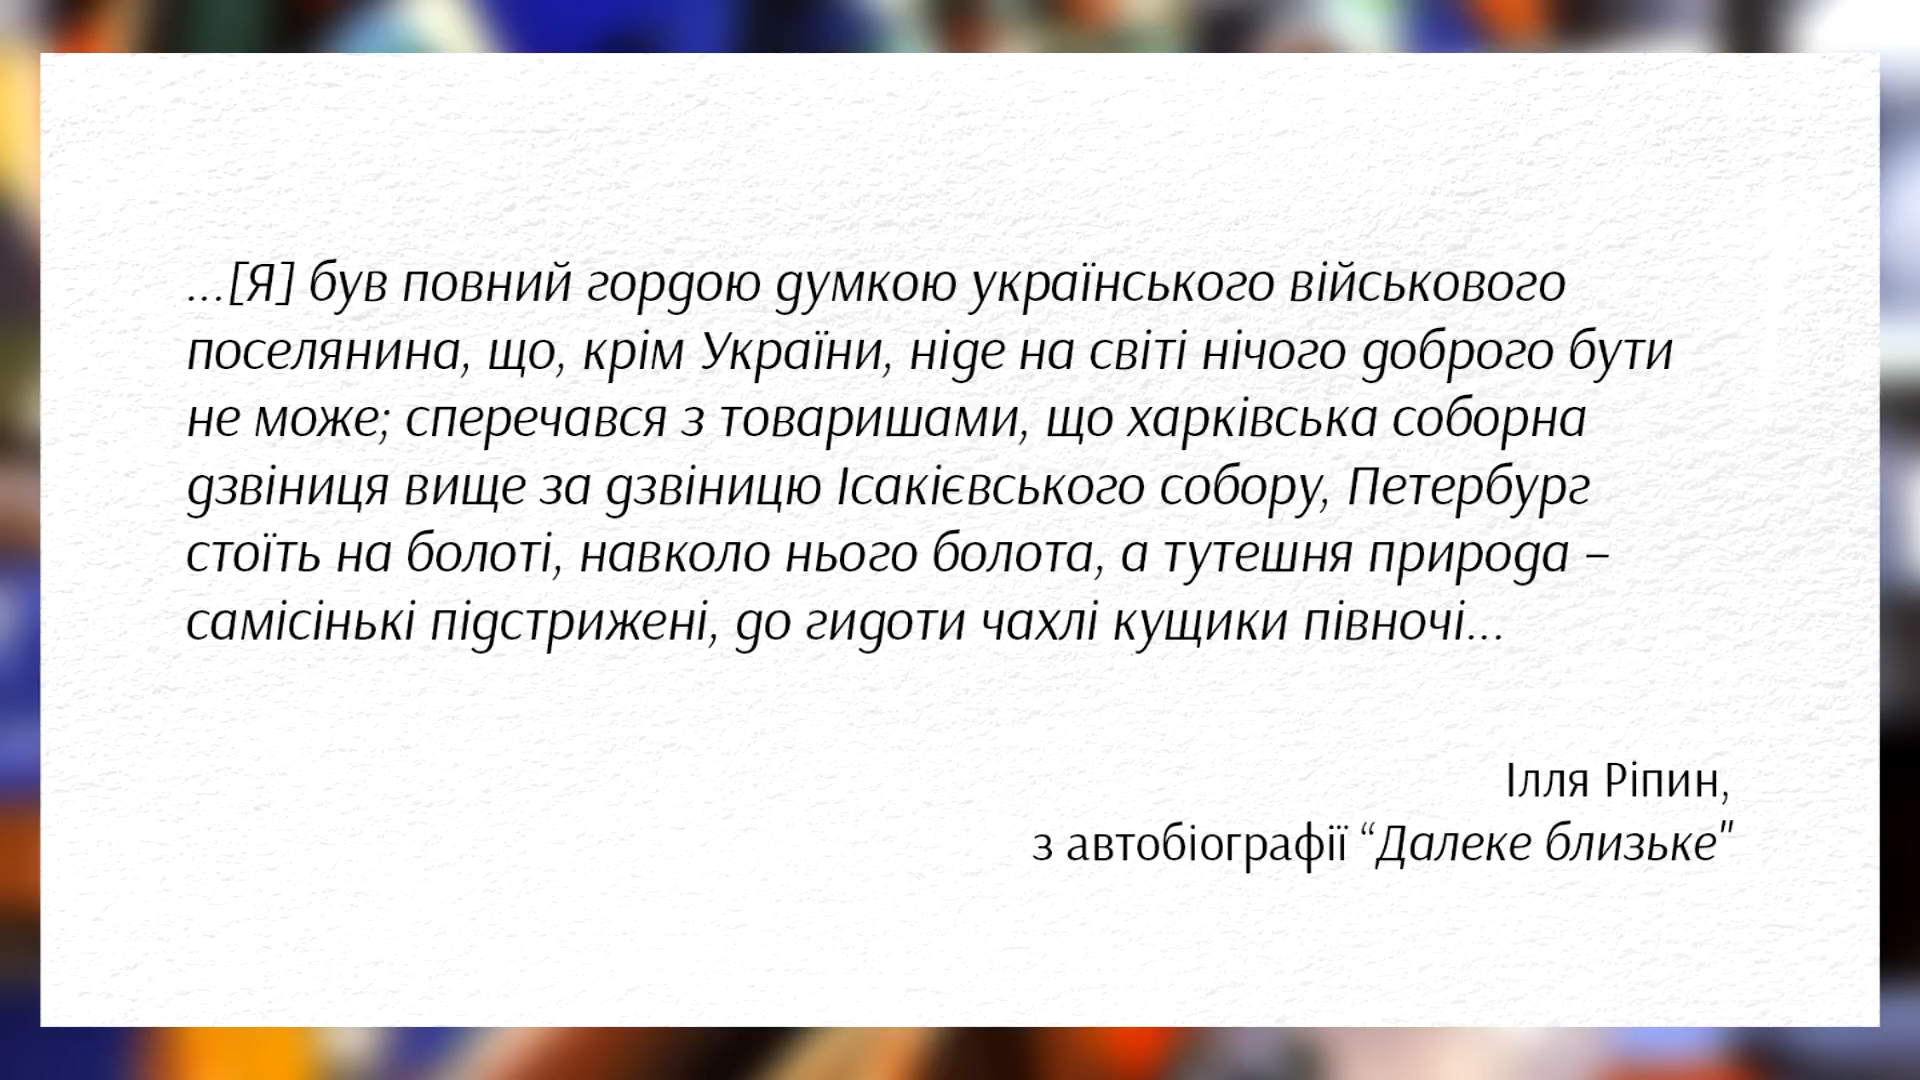 ...[Я] був повний гордою думкою українського військового
поселянина, що, крім України, ніде на світі нічого доброго бути
не може; сперечався з товаришами, що харківська соборна
дзвіниця вище за дзвіницю Ісакієвського собору, Петербург
стоїть на болоті, навколо нього болота, а тутешня природа –
самісінькі підстрижені, до гидоти чахлі кущики півночі...
Ілля Ріпин,
з автобіографії “Далеке близьке"